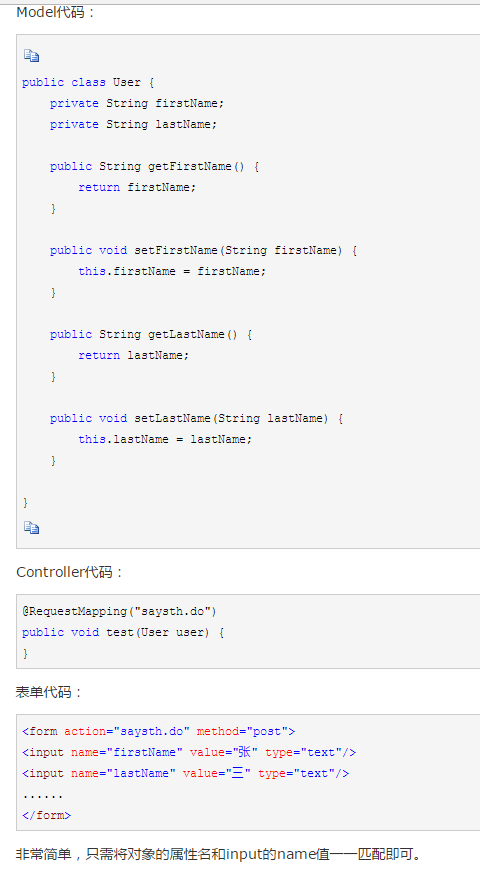 Model代码：
public class User {
    private String firstName;
    private String lastName;

    public String getFirstName() {
        return firstName;
    }

    public void setFirstName(String firstName) {
        this.firstName = firstName;
    }

    public String getLastName() {
        return lastName;
    }

    public void setLastName(String lastName) {
        this.lastName = lastName;
    }

}
Controller代码：
@RequestMapping("saysth.do")
public void test(User user) {
}
表单代码：
<form action="saysth.do" method="post">
<input name="firstName" value="张" type="text"/>
<input name="lastName" value="三" type="text"/>
......
</form>
非常简单，只需将对象的属性名和input的name值一一匹配即可。